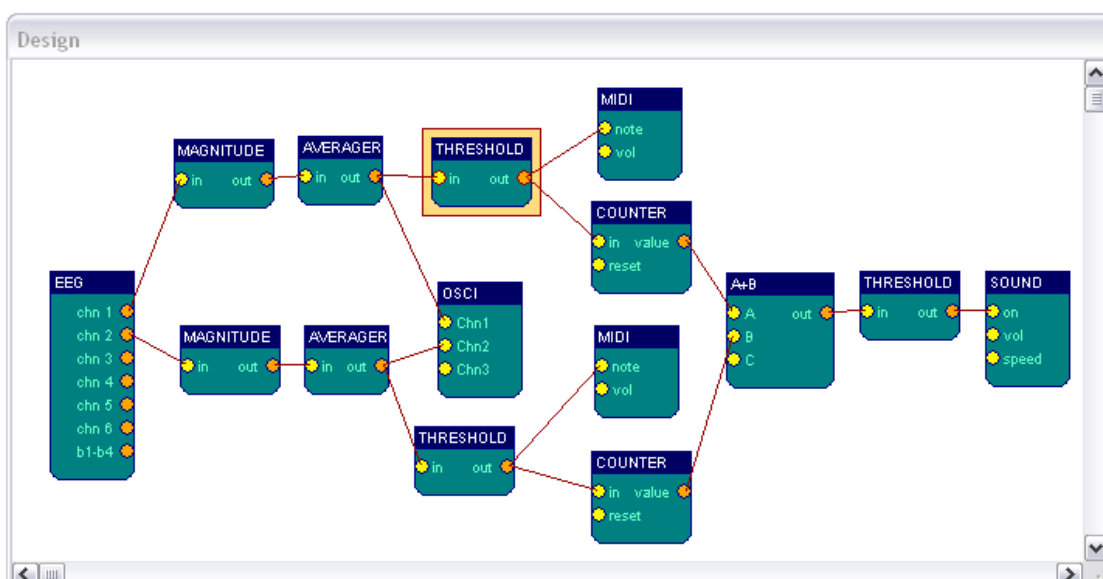 Design
MIDI
note
vol
MAGNITUDE
in out
AVERAGER
in out
THRESHOLD
in out
COUNTER
in value
reset
EEG
chn 1
chn 2
chn 3
chn 4
chn 5
chn 6
b1-b4
OSCI
Chn1
Chn2
Chn3
A+B
A out
B
C
THRESHOLD
in out
SOUND
on
vol
speed
MAGNITUDE
in out
AVERAGER
in out
MIDI
note
vol
THRESHOLD
in out
COUNTER
in value
reset